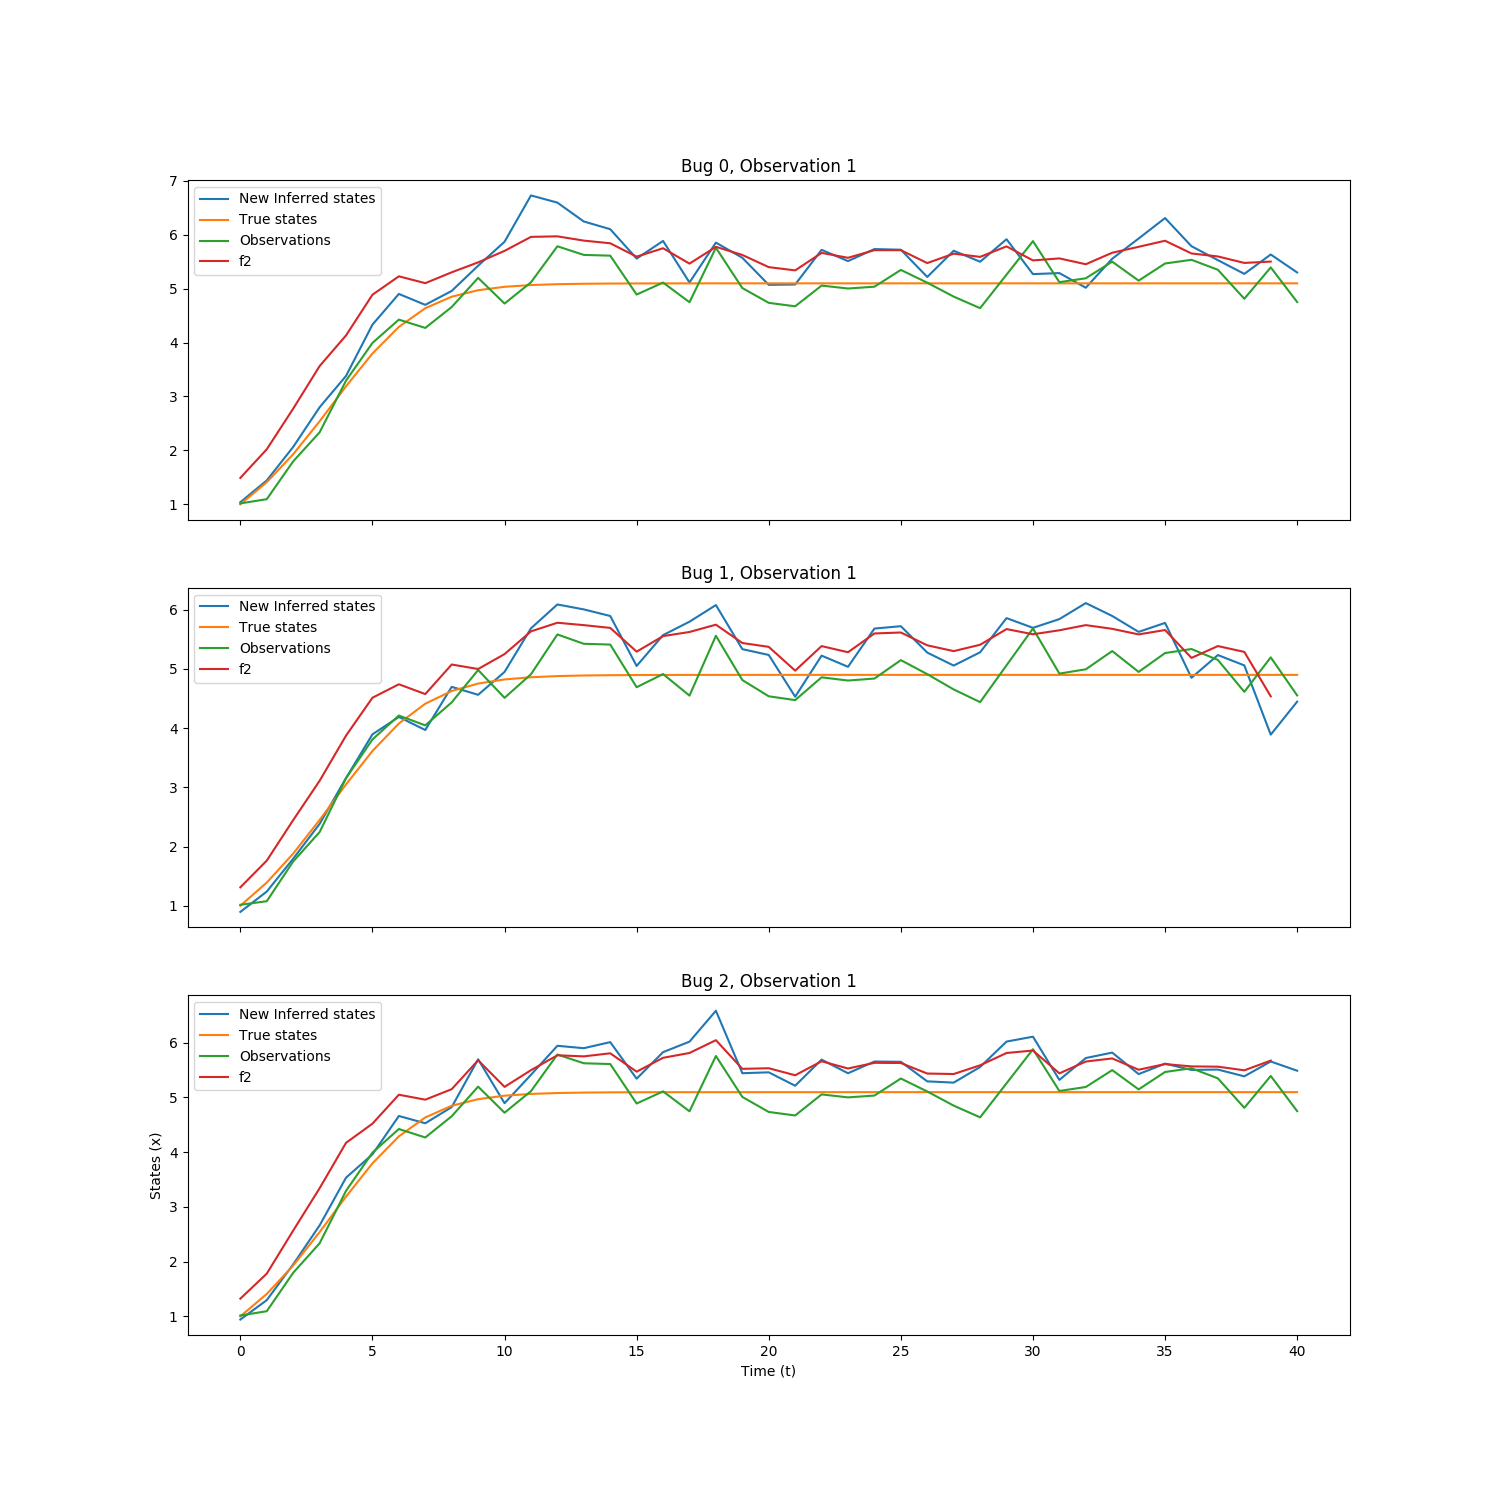 Bug 0, Observation 1
7
6
5
4
3
2
1
New Inferred states
True states
Observations
f2
Bug 1, Observation 1
6
5
4
3
2
1
New Inferred states
True states
Observations
f2
Bug 2, Observation 1
States (x)
6
5
4
3
2
1
New Inferred states
True states
Observations
f2
0 5 10 15 20 25 30 35 40
Time (t)